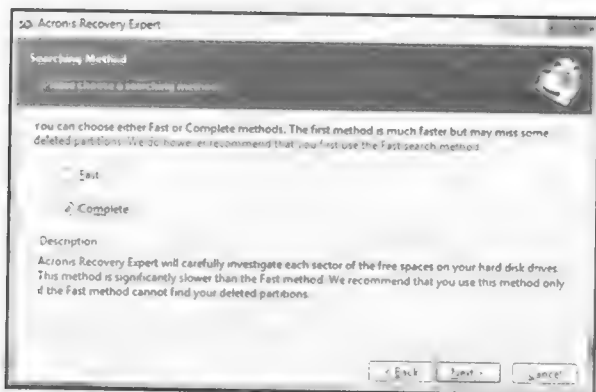 Acronis Recovery Expert
Searching Method
Please choose a searching method
You can choose either Fast or Complete methods. The first method is much faster but may miss some
deleted partitions. We do however recommend that you first use the Fast search method.
Fast
Complete
Description
Acronis Recovery Expert will carefully investigate each sector of the free spaces on your hard disk drives.
This method is significantly slower than the Fast method. We recommend that you use this method only
if the Fast method cannot find your deleted partitions.
< Back Next > Cancel